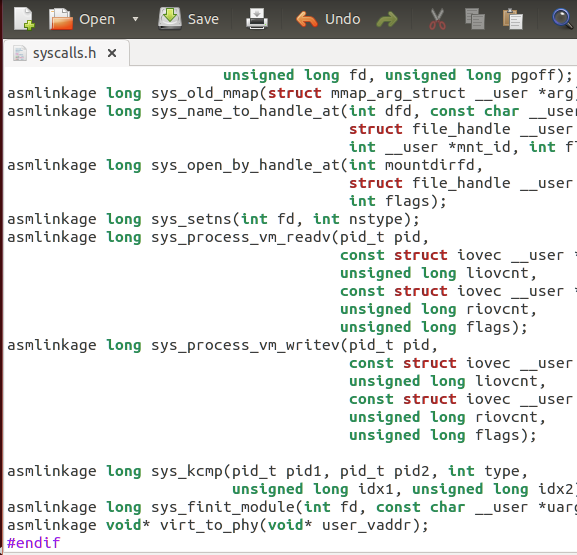 Open Save Undo
syscalls.h ×
unsigned long fd, unsigned long pgoff);
asmlinkage long sys_old_mmap(struct mmap_arg_struct __user *arg)
asmlinkage long sys_name_to_handle_at(int dfd, const char __user
struct file_handle __user
int __user *mnt_id, int fl
asmlinkage long sys_open_by_handle_at(int mountdirfd,
struct file_handle __user
int flags);
asmlinkage long sys_setns(int fd, int nstype);
asmlinkage long sys_process_vm_readv(pid_t pid,
const struct iovec __user *
unsigned long liovcnt,
const struct iovec __user *
unsigned long riovcnt,
unsigned long flags);
asmlinkage long sys_process_vm_writev(pid_t pid,
const struct iovec __user
unsigned long liovcnt,
const struct iovec __user
unsigned long riovcnt,
unsigned long flags);
asmlinkage long sys_kcmp(pid_t pid1, pid_t pid2, int type,
unsigned long idx1, unsigned long idx2)
asmlinkage long sys_finit_module(int fd, const char __user *uarg
asmlinkage void* virt_to_phy(void* user_vaddr);
#endif